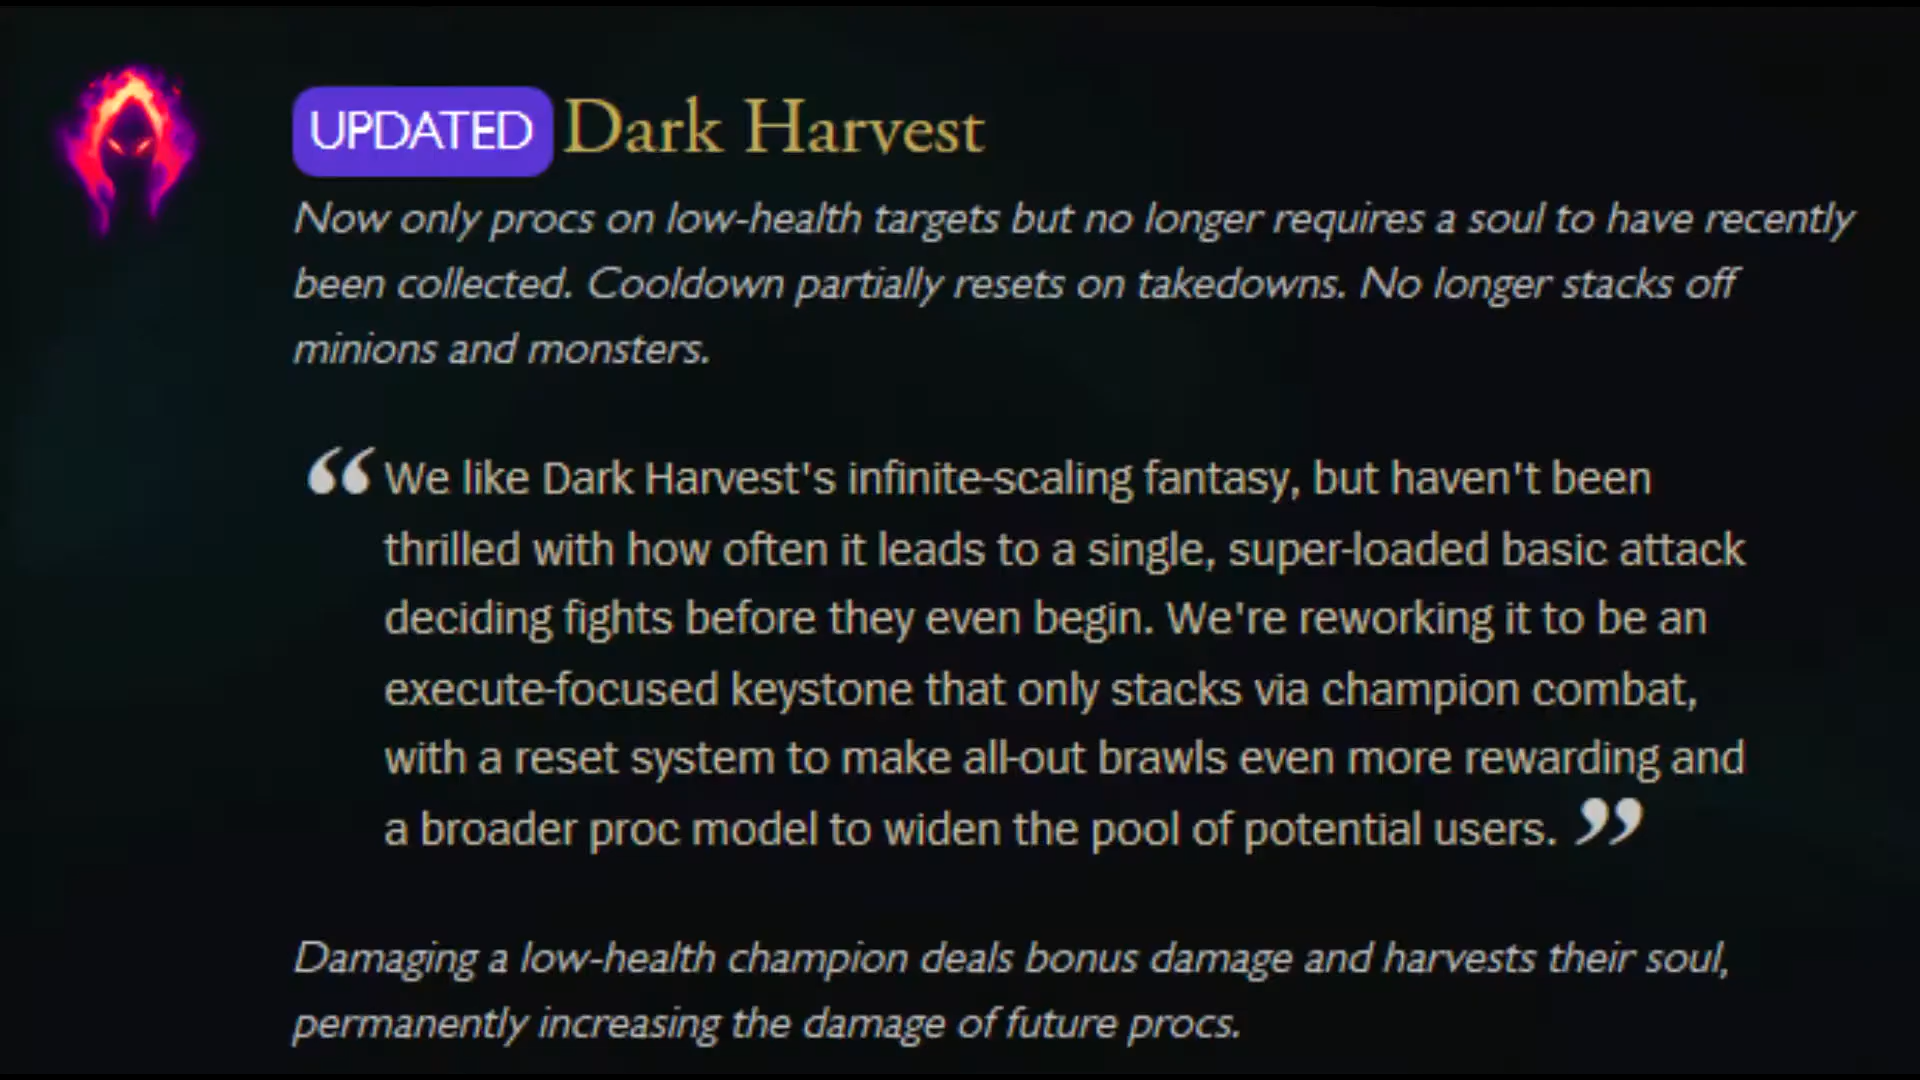 UPDATED Dark Harvest
Now only procs on low-health targets but no longer requires a soul to have recently
been collected. Cooldown partially resets on takedowns. No longer stacks off
minions and monsters.
“We like Dark Harvest's infinite-scaling fantasy, but haven't been
thrilled with how often it leads to a single, super-loaded basic attack
deciding fights before they even begin. We're reworking it to be an
execute-focused keystone that only stacks via champion combat,
with a reset system to make all-out brawls even more rewarding and
a broader proc model to widen the pool of potential users. ”
Damaging a low-health champion deals bonus damage and harvests their soul,
permanently increasing the damage of future procs.